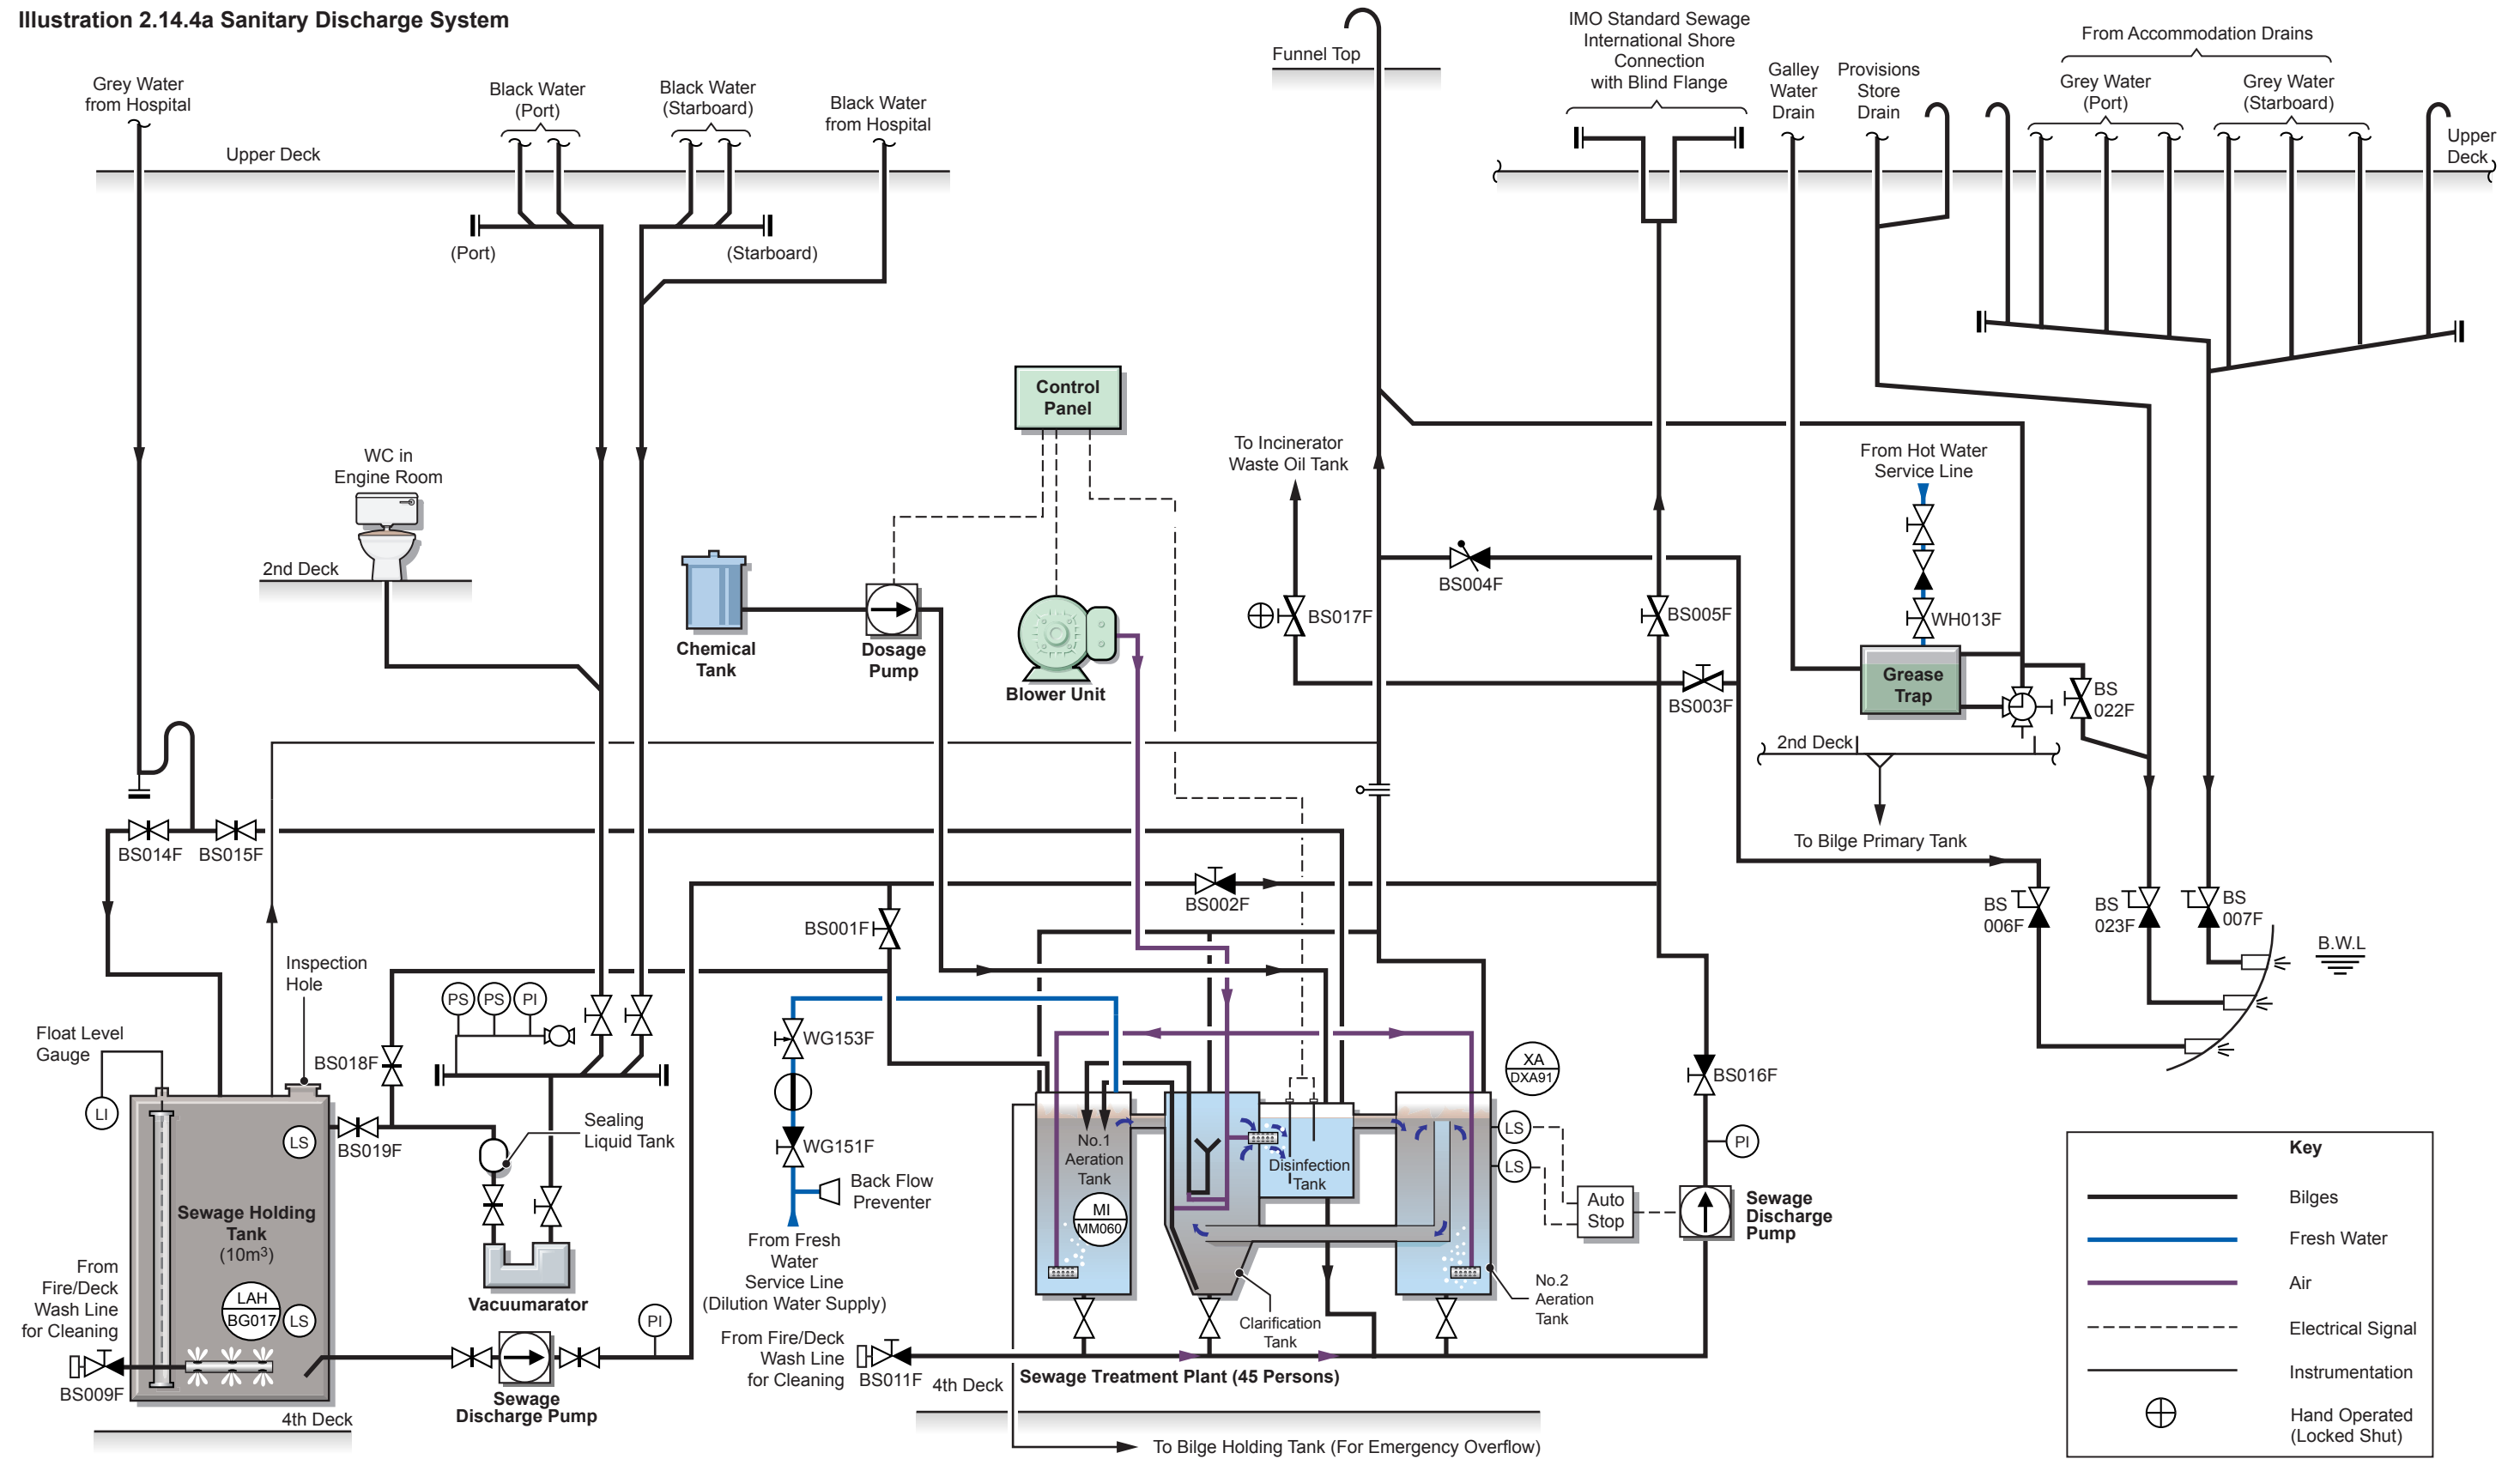 Illustration 2.14.4a Sanitary Discharge System
Grey Water
from Hospital
Black Water
(Port)
Black Water
(Starboard)
Black Water
from Hospital
Upper Deck
(Port)
(Starboard)
Funnel Top
IMO Standard Sewage
International Shore
Connection
with Blind Flange
Galley
Water
Drain
Provisions
Store
Drain
From Accommodation Drains
Grey Water
(Port)
Grey Water
(Starboard)
Upper
Deck
WC in
Engine Room
2nd Deck
Control
Panel
Chemical
Tank
Dosage
Pump
Blower Unit
To Incinerator
Waste Oil Tank
BS017F
BS004F
BS005F
BS003F
From Hot Water
Service Line
WH013F
Grease
Trap
BS
022F
2nd Deck
To Bilge Primary Tank
BS014F
BS015F
BS002F
BS001F
BS
006F
BS
023F
BS
007F
B.W.L
Inspection
Hole
Float Level
Gauge
LI
PS
PS
PI
BS018F
BS019F
LS
Sealing
Liquid Tank
Sewage Holding
Tank
(10m³)
LAH
BG017
LS
From
Fire/Deck
Wash Line
for Cleaning
BS009F
4th Deck
Vacuumarator
Sewage
Discharge Pump
PI
WG153F
WG151F
Back Flow
Preventer
From Fresh
Water
Service Line
(Dilution Water Supply)
From Fire/Deck
Wash Line
for Cleaning
BS011F
4th Deck
No.1
Aeration
Tank
MI
MM060
Disinfection
Tank
Clarification
Tank
No.2
Aeration
Tank
XA
DXA91
LS
LS
Auto
Stop
BS016F
PI
Sewage
Discharge
Pump
Sewage Treatment Plant (45 Persons)
To Bilge Holding Tank (For Emergency Overflow)
Key
Bilges
Fresh Water
Air
Electrical Signal
Instrumentation
Hand Operated
(Locked Shut)